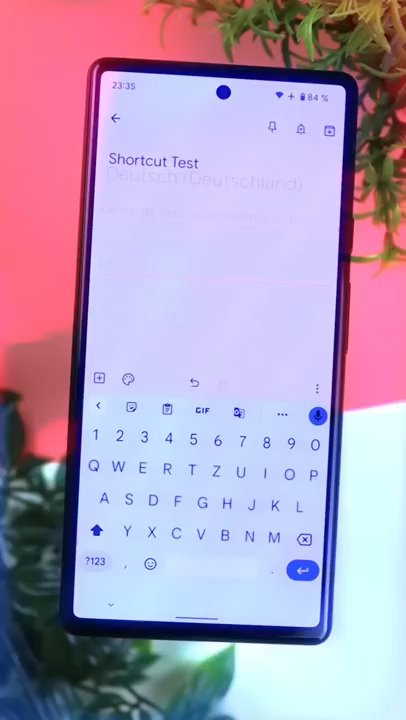 23:35
84 %
Shortcut Test
Deutsch (Deutschland)
GIF
1 2 3 4 5 6 7 8 9 0
Q W E R T Z U I O P
A S D F G H J K L
Y X C V B N M
?123 , .